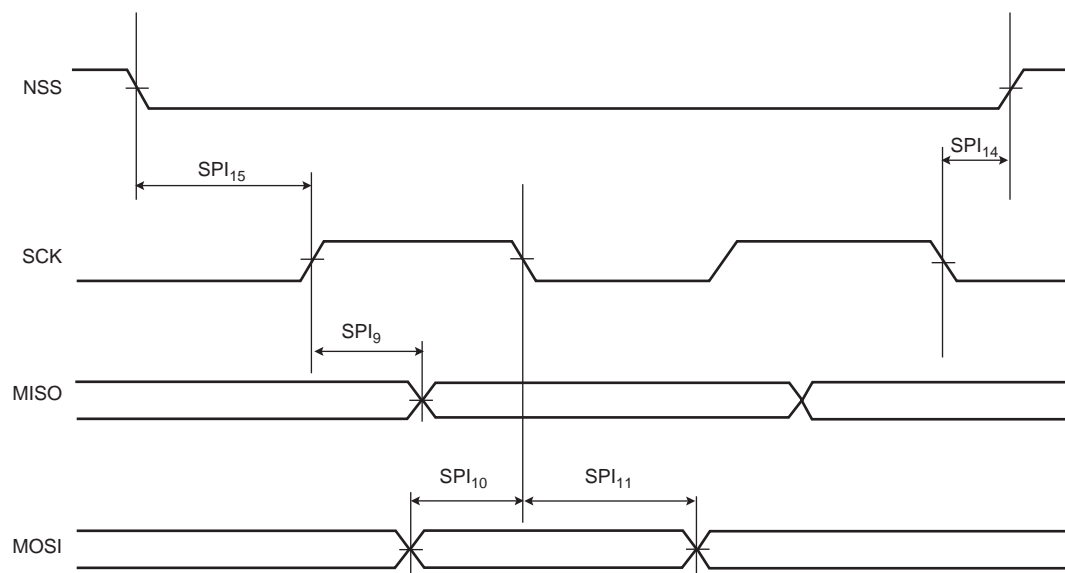 NSS
SPI₁₄
SPI₁₅
SCK
SPI₉
MISO
SPI₁₀ SPI₁₁
MOSI